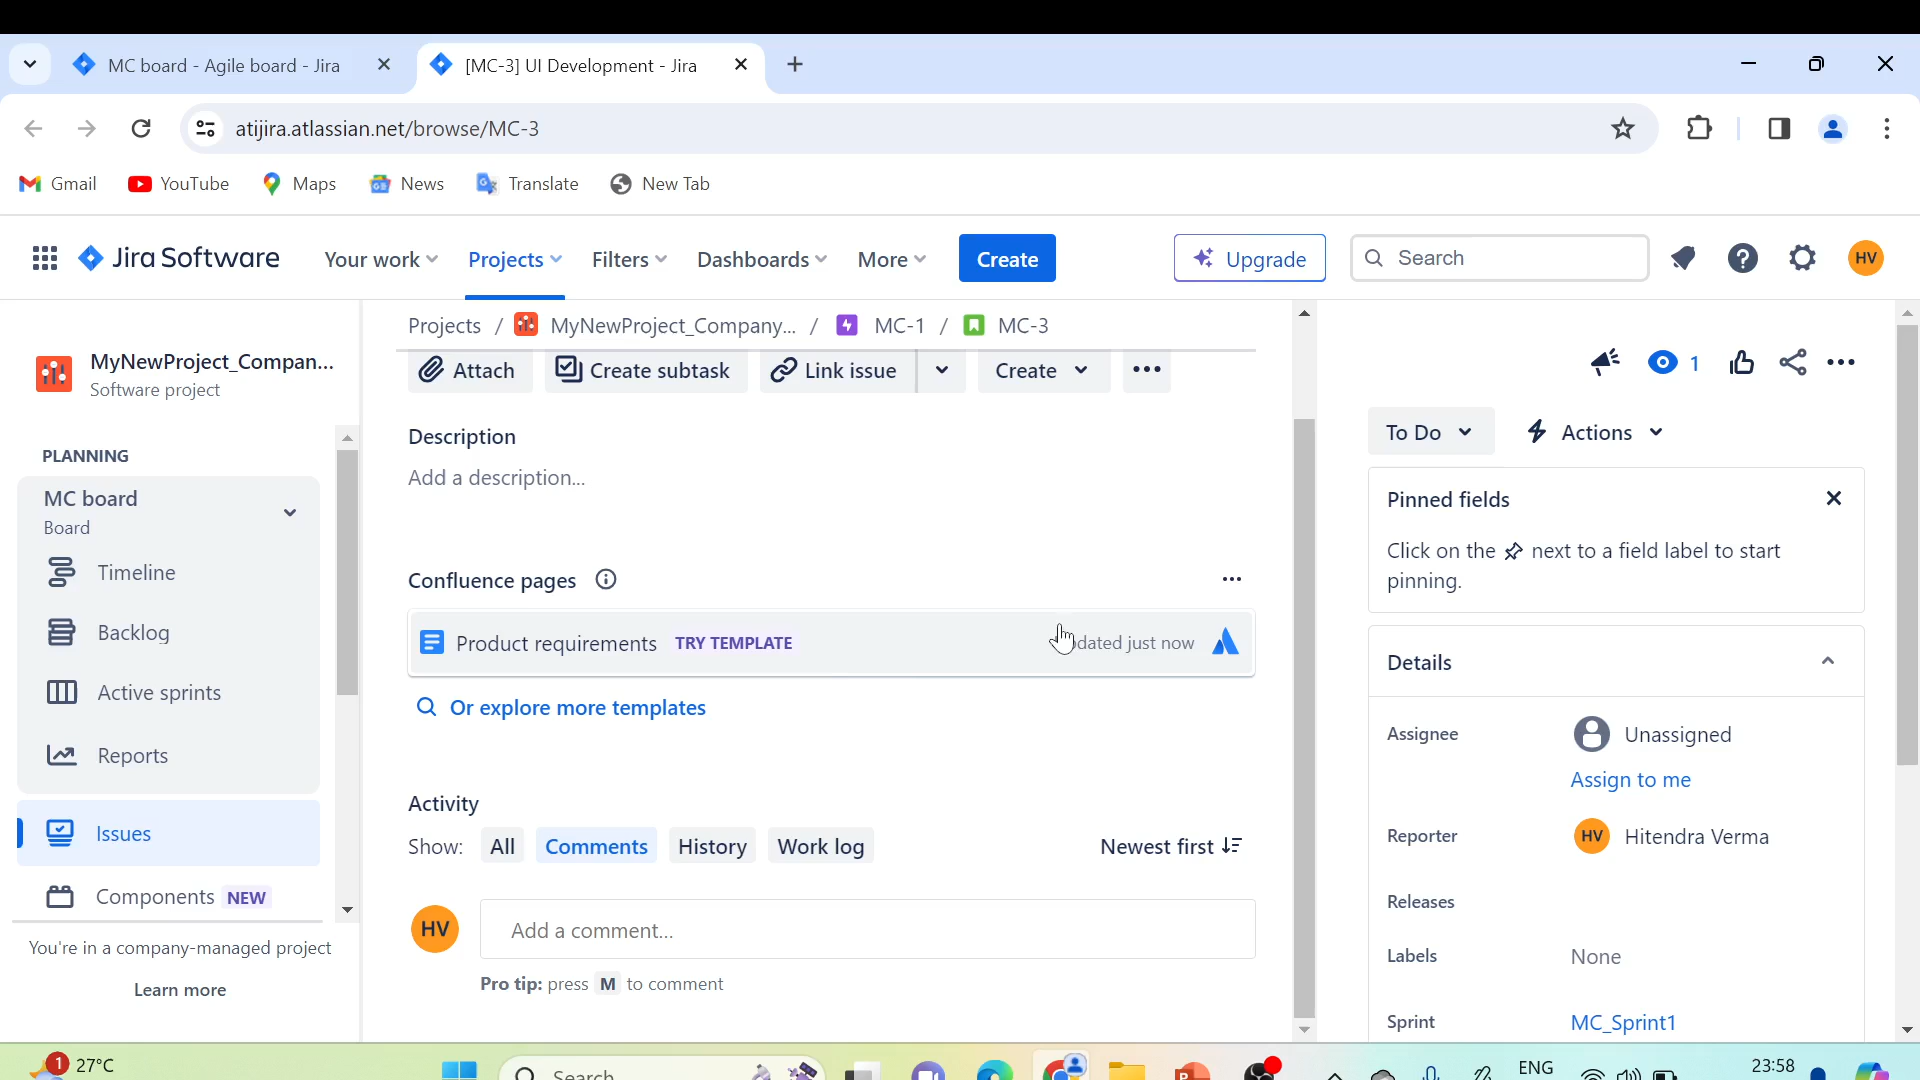 MC board - Agile board - Jira
[MC-3] UI Development - Jira
atijira.atlassian.net/browse/MC-3
Gmail
YouTube
Maps
News
Translate
New Tab
Jira Software
Your work
Projects
Filters
Dashboards
More
Create
Upgrade
Search
HV
MyNewProject_Compan...
Software project
PLANNING
MC board
Board
Timeline
Backlog
Active sprints
Reports
Issues
Components NEW
You're in a company-managed project
Learn more
Projects / MyNewProject_Company... / MC-1 / MC-3
Attach
Create subtask
Link issue
Create
Description
Add a description...
Confluence pages
Product requirements TRY TEMPLATE
just now
Or explore more templates
Activity
Show: All Comments History Work log
Newest first
HV
Add a comment...
Pro tip: press M to comment
1
To Do
Actions
Pinned fields
Click on the next to a field label to start
pinning.
Details
Assignee
Unassigned
Assign to me
Reporter
HV Hitendra Verma
Releases
Labels
None
Sprint
MC_Sprint1
1
27°C
Search
ENG
23:58